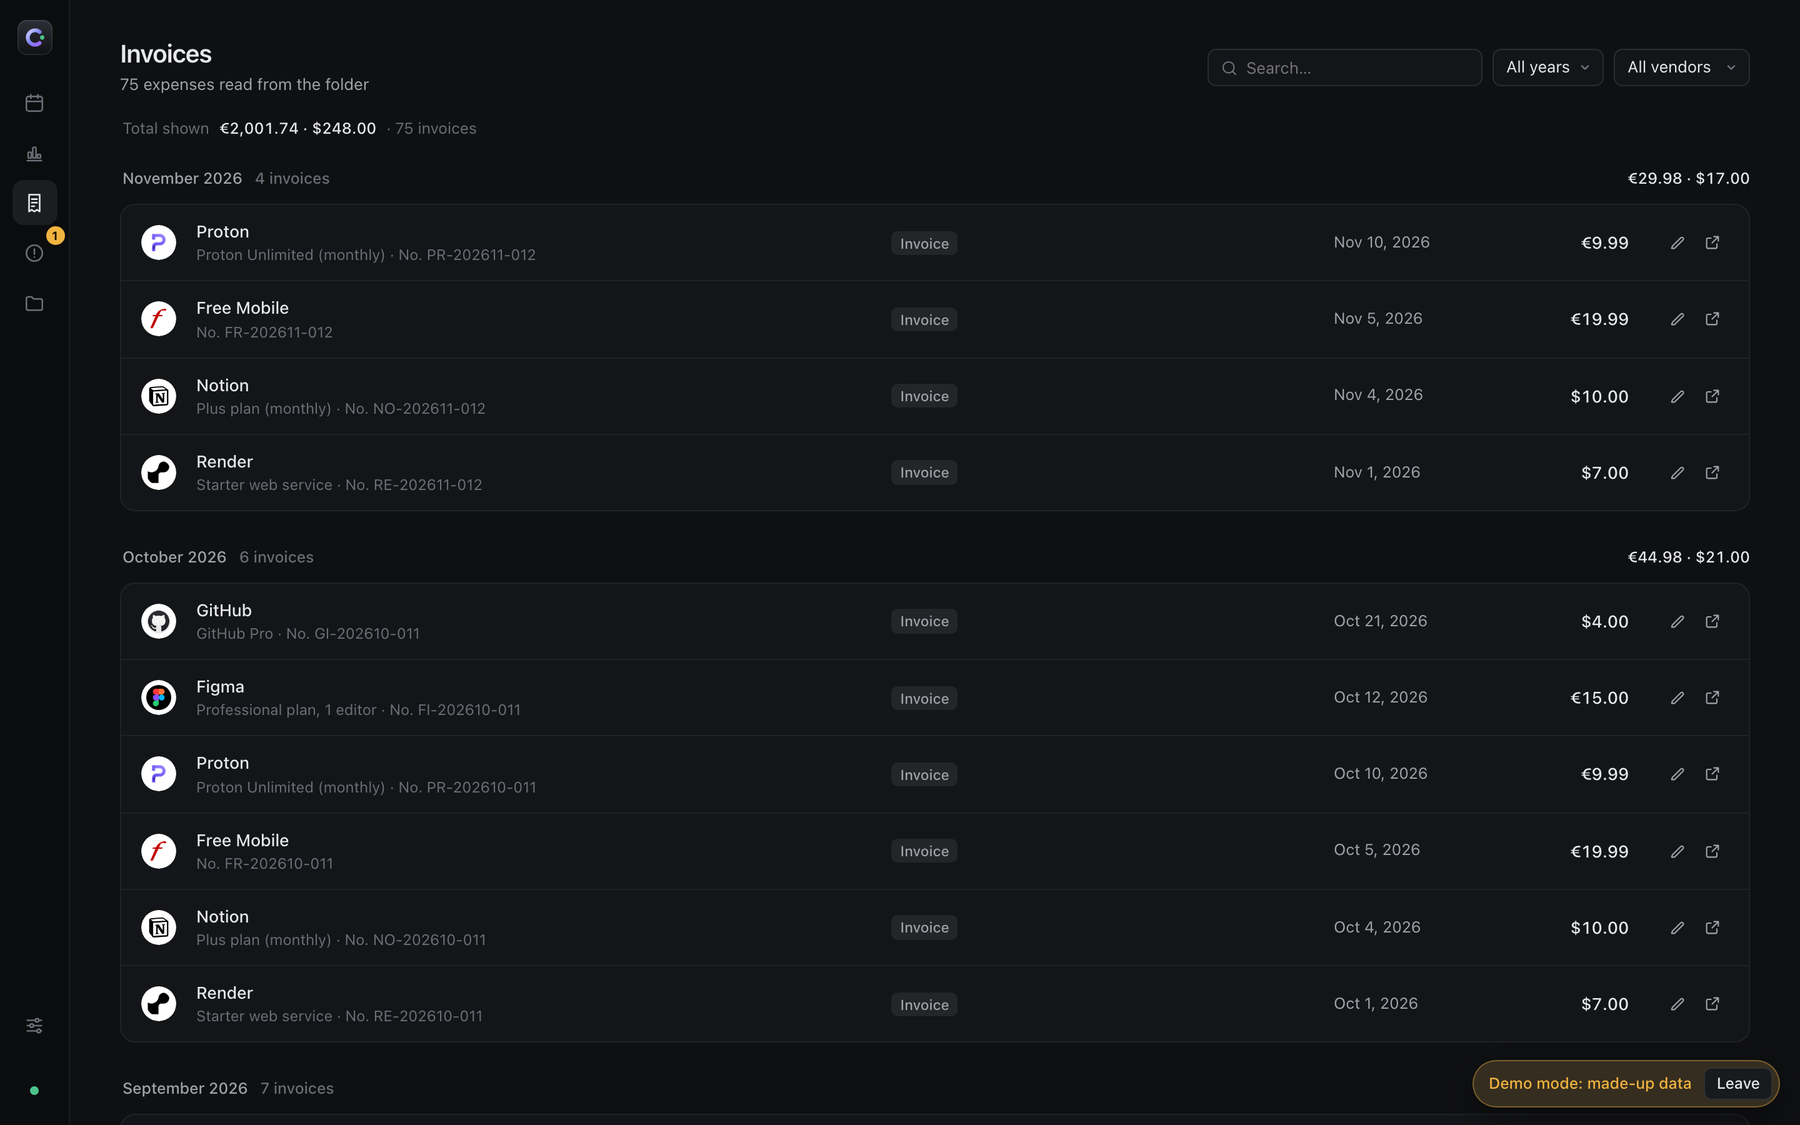 Invoices
75 expenses read from the folder
Search...
All years
All vendors
Total shown €2,001.74 · $248.00 · 75 invoices
November 2026 4 invoices €29.98 · $17.00
1
Proton
Invoice Nov 10, 2026 €9.99
Proton Unlimited (monthly) · No. PR-202611-012
Free Mobile
Invoice Nov 5, 2026 €19.99
No. FR-202611-012
Notion
Invoice Nov 4, 2026 $10.00
Plus plan (monthly) · No. NO-202611-012
Render
Invoice Nov 1, 2026 $7.00
Starter web service · No. RE-202611-012
October 2026 6 invoices €44.98 · $21.00
GitHub
Invoice Oct 21, 2026 $4.00
GitHub Pro · No. GI-202610-011
Figma
Invoice Oct 12, 2026 €15.00
Professional plan, 1 editor · No. FI-202610-011
Proton
Invoice Oct 10, 2026 €9.99
Proton Unlimited (monthly) · No. PR-202610-011
Free Mobile
Invoice Oct 5, 2026 €19.99
No. FR-202610-011
Notion
Invoice Oct 4, 2026 $10.00
Plus plan (monthly) · No. NO-202610-011
Render
Invoice Oct 1, 2026 $7.00
Starter web service · No. RE-202610-011
September 2026 7 invoices
Demo mode: made-up data Leave